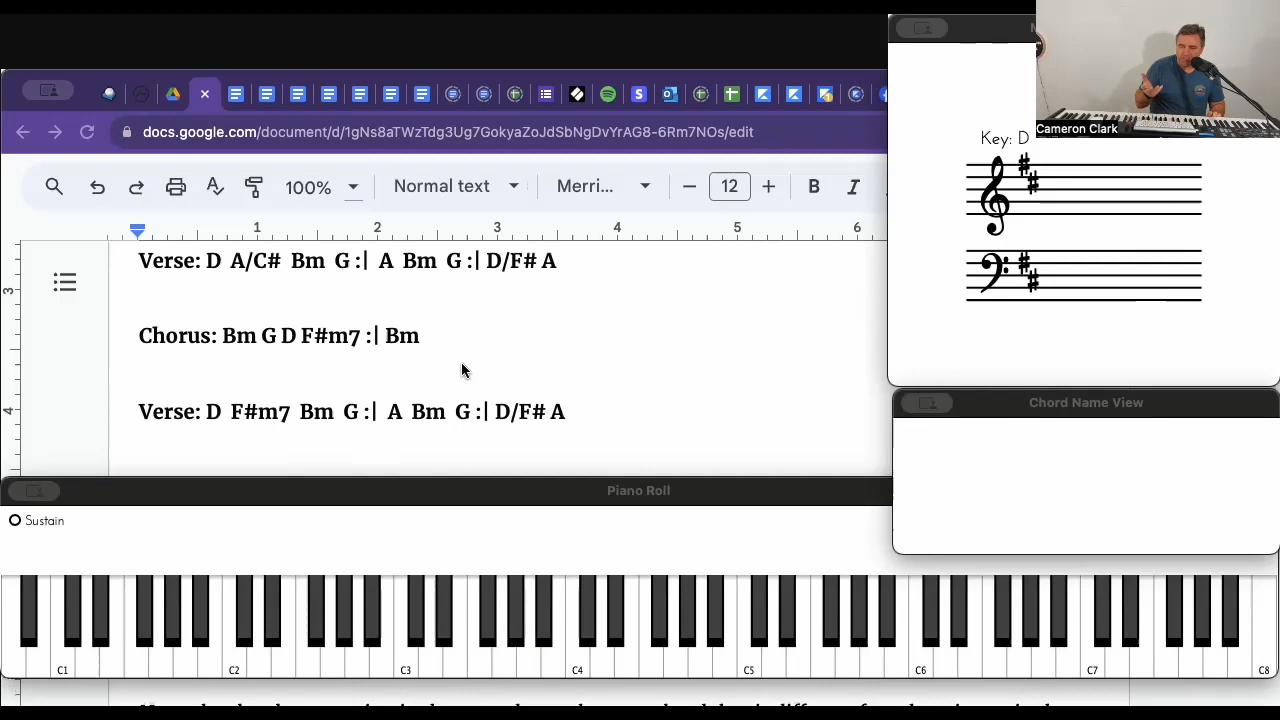 Cameron Clark
docs.google.com/document/d/1gNs8aTWzTdg3Ug7GokyaZoJdSbNgDvYrAG8-6Rm7NOs/edit
Key: D
100% Normal text Merri... 12 B I
1 2 3 4 5 6
3
Verse: D A/C# Bm G :| A Bm G :| D/F# A
Chorus: Bm G D F#m7 :| Bm
4
Verse: D F#m7 Bm G :| A Bm G :| D/F# A
Chord Name View
Piano Roll
Sustain
C1 C2 C3 C4 C5 C6 C7 C8